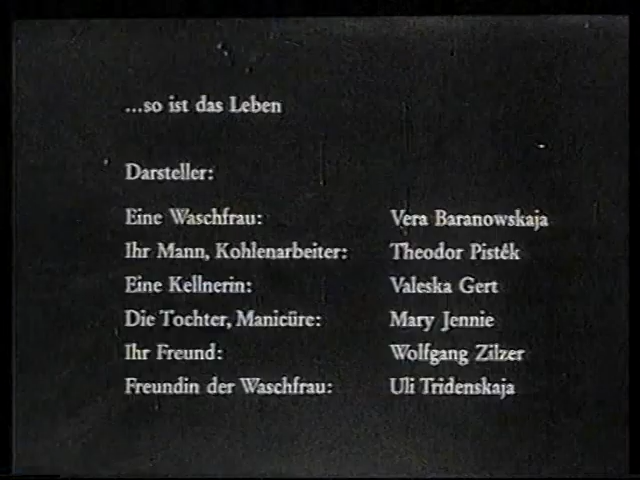 ...so ist das Leben
Darsteller:
Eine Waschfrau: Vera Baranowskaja
Ihr Mann, Kohlenarbeiter: Theodor Pistěk
Eine Kellnerin: Valeska Gert
Die Tochter, Manicüre: Mary Jennie
Ihr Freund: Wolfgang Zilzer
Freundin der Waschfrau: Uli Tridenskaja